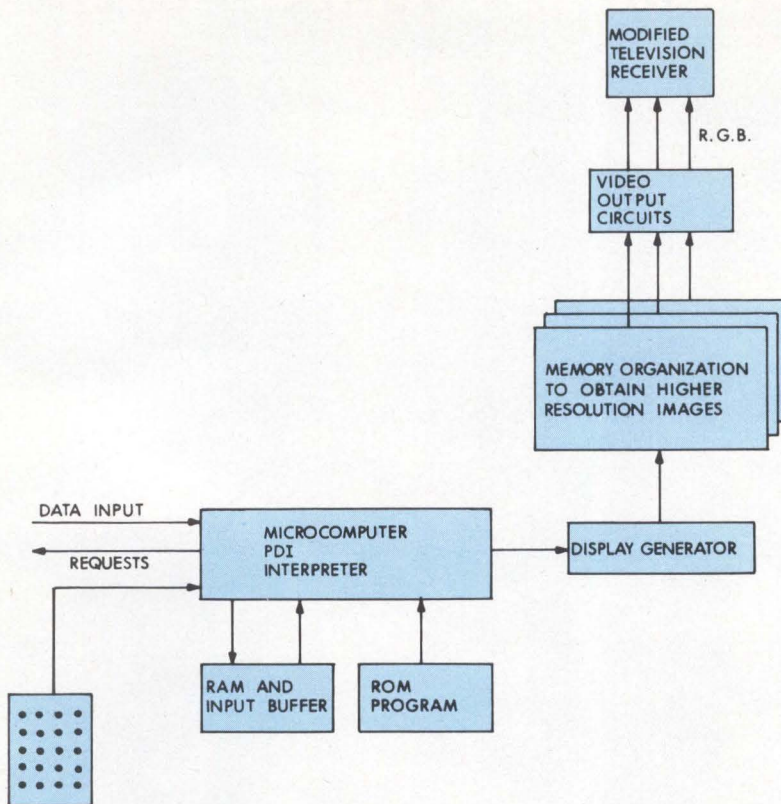 MODIFIED
TELEVISION
RECEIVER
R.G.B.
VIDEO
OUTPUT
CIRCUITS
MEMORY ORGANIZATION
TO OBTAIN HIGHER
RESOLUTION IMAGES
DATA INPUT
REQUESTS
MICROCOMPUTER
PDI
INTERPRETER
DISPLAY GENERATOR
RAM AND
INPUT BUFFER
ROM
PROGRAM